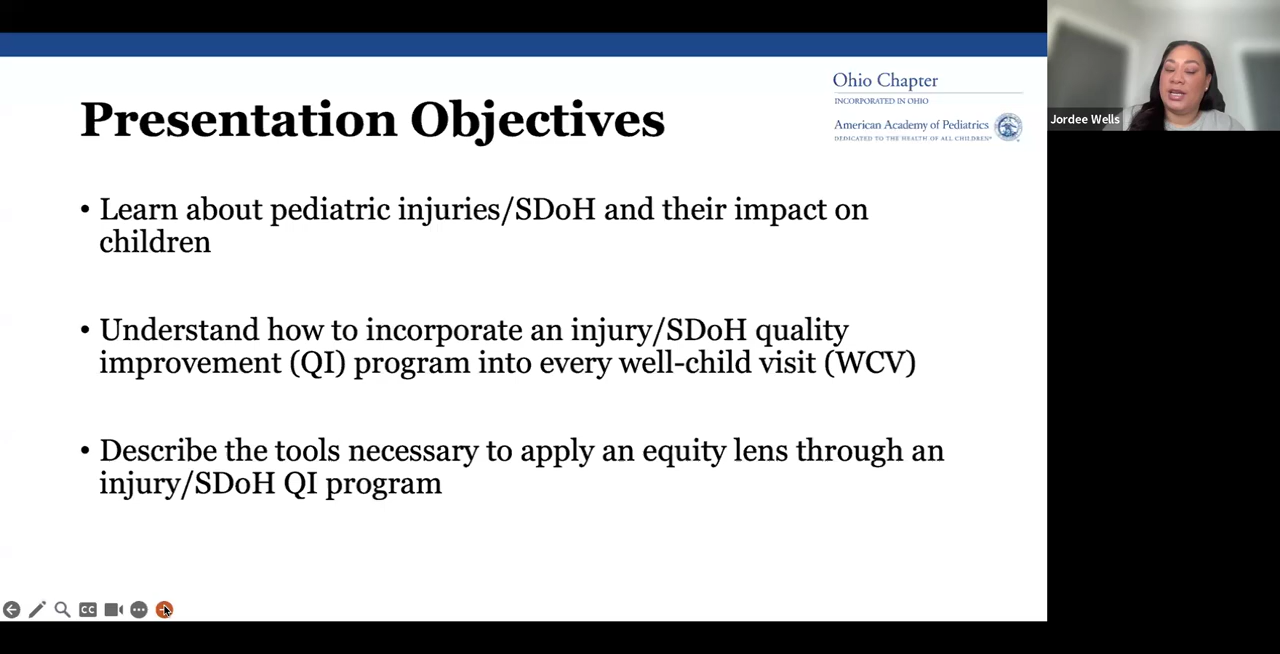 Ohio Chapter
INCORPORATED IN OHIO
American Academy of Pediatrics
DEDICATED TO THE HEALTH OF ALL CHILDREN®
Presentation Objectives
• Learn about pediatric injuries/SDoH and their impact on
children
• Understand how to incorporate an injury/SDoH quality
improvement (QI) program into every well-child visit (WCV)
• Describe the tools necessary to apply an equity lens through an
injury/SDoH QI program
Jordee Wells
CC